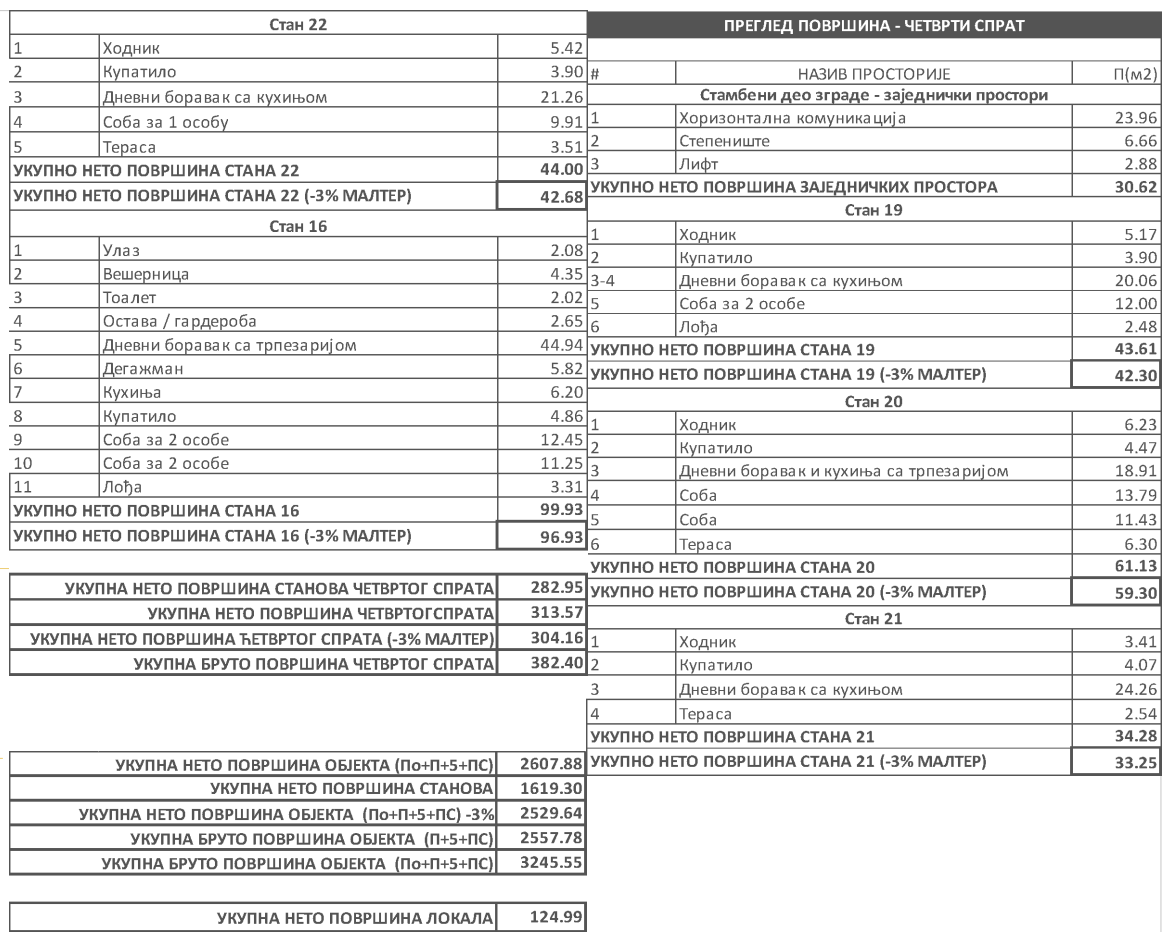 Стан 22
1 Ходник 5.42
2 Купатило 3.90
3 Дневни боравак са кухињом 21.26
4 Соба за 1 особу 9.91
5 Тераса 3.51
УКУПНО НЕТО ПОВРШИНА СТАНА 22 44.00
УКУПНО НЕТО ПОВРШИНА СТАНА 22 (-3% МАЛТЕР) 42.68
Стан 16
1 Улаз 2.08
2 Вешерница 4.35
3 Тоалет 2.02
4 Остава / гардероба 2.65
5 Дневни боравак са трпезаријом 44.94
6 Дегажман 5.82
7 Кухиња 6.20
8 Купатило 4.86
9 Соба за 2 особе 12.45
10 Соба за 2 особе 11.25
11 Лођа 3.31
УКУПНО НЕТО ПОВРШИНА СТАНА 16 99.93
УКУПНО НЕТО ПОВРШИНА СТАНА 16 (-3% МАЛТЕР) 96.93
УКУПНА НЕТО ПОВРШИНА СТАНОВА ЧЕТВРТОГ СПРАТА 282.95
УКУПНА НЕТО ПОВРШИНА ЧЕТВРТОГСПРАТА 313.57
УКУПНА НЕТО ПОВРШИНА ЋЕТВРТОГ СПРАТА (-3% МАЛТЕР) 304.16
УКУПНА БРУТО ПОВРШИНА ЧЕТВРТОГ СПРАТА 382.40
УКУПНА НЕТО ПОВРШИНА ОБЈЕКТА (По+П+5+ПС) 2607.88
УКУПНА НЕТО ПОВРШИНА СТАНОВА 1619.30
УКУПНА НЕТО ПОВРШИНА ОБЈЕКТА (По+П+5+ПС) -3% 2529.64
УКУПНА БРУТО ПОВРШИНА ОБЈЕКТА (П+5+ПС) 2557.78
УКУПНА БРУТО ПОВРШИНА ОБЈЕКТА (По+П+5+ПС) 3245.55
УКУПНА НЕТО ПОВРШИНА ЛОКАЛА 124.99
ПРЕГЛЕД ПОВРШИНА - ЧЕТВРТИ СПРАТ
# НАЗИВ ПРОСТОРИЈЕ П(м2)
Стамбени део зграде - заједнички простори
1 Хоризонтална комуникација 23.96
2 Степениште 6.66
3 Лифт 2.88
УКУПНО НЕТО ПОВРШИНА ЗАЈЕДНИЧКИХ ПРОСТОРА 30.62
Стан 19
1 Ходник 5.17
2 Купатило 3.90
3-4 Дневни боравак са кухињом 20.06
5 Соба за 2 особе 12.00
6 Лођа 2.48
УКУПНО НЕТО ПОВРШИНА СТАНА 19 43.61
УКУПНО НЕТО ПОВРШИНА СТАНА 19 (-3% МАЛТЕР) 42.30
Стан 20
1 Ходник 6.23
2 Купатило 4.47
3 Дневни боравак и кухиња са трпезаријом 18.91
4 Соба 13.79
5 Соба 11.43
6 Тераса 6.30
УКУПНО НЕТО ПОВРШИНА СТАНА 20 61.13
УКУПНО НЕТО ПОВРШИНА СТАНА 20 (-3% МАЛТЕР) 59.30
Стан 21
1 Ходник 3.41
2 Купатило 4.07
3 Дневни боравак са кухињом 24.26
4 Тераса 2.54
УКУПНО НЕТО ПОВРШИНА СТАНА 21 34.28
УКУПНО НЕТО ПОВРШИНА СТАНА 21 (-3% МАЛТЕР) 33.25